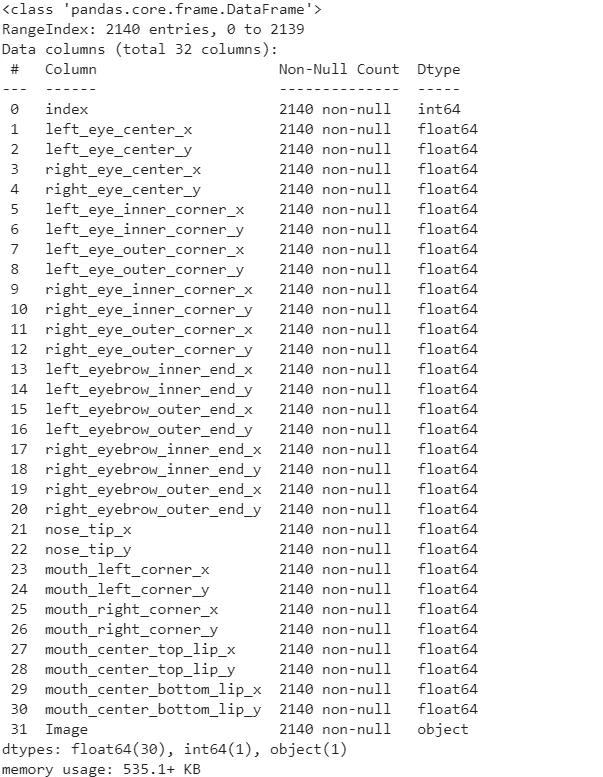 <class 'pandas.core.frame.DataFrame'>
RangeIndex: 2140 entries, 0 to 2139
Data columns (total 32 columns):
 #   Column                     Non-Null Count  Dtype
---  ------                     --------------  -----
 0   index                      2140 non-null   int64
 1   left_eye_center_x          2140 non-null   float64
 2   left_eye_center_y          2140 non-null   float64
 3   right_eye_center_x         2140 non-null   float64
 4   right_eye_center_y         2140 non-null   float64
 5   left_eye_inner_corner_x    2140 non-null   float64
 6   left_eye_inner_corner_y    2140 non-null   float64
 7   left_eye_outer_corner_x    2140 non-null   float64
 8   left_eye_outer_corner_y    2140 non-null   float64
 9   right_eye_inner_corner_x   2140 non-null   float64
 10  right_eye_inner_corner_y   2140 non-null   float64
 11  right_eye_outer_corner_x   2140 non-null   float64
 12  right_eye_outer_corner_y   2140 non-null   float64
 13  left_eyebrow_inner_end_x   2140 non-null   float64
 14  left_eyebrow_inner_end_y   2140 non-null   float64
 15  left_eyebrow_outer_end_x   2140 non-null   float64
 16  left_eyebrow_outer_end_y   2140 non-null   float64
 17  right_eyebrow_inner_end_x  2140 non-null   float64
 18  right_eyebrow_inner_end_y  2140 non-null   float64
 19  right_eyebrow_outer_end_x  2140 non-null   float64
 20  right_eyebrow_outer_end_y  2140 non-null   float64
 21  nose_tip_x                 2140 non-null   float64
 22  nose_tip_y                 2140 non-null   float64
 23  mouth_left_corner_x        2140 non-null   float64
 24  mouth_left_corner_y        2140 non-null   float64
 25  mouth_right_corner_x       2140 non-null   float64
 26  mouth_right_corner_y       2140 non-null   float64
 27  mouth_center_top_lip_x     2140 non-null   float64
 28  mouth_center_top_lip_y     2140 non-null   float64
 29  mouth_center_bottom_lip_x  2140 non-null   float64
 30  mouth_center_bottom_lip_y  2140 non-null   float64
 31  Image                      2140 non-null   object
dtypes: float64(30), int64(1), object(1)
memory usage: 535.1+ KB